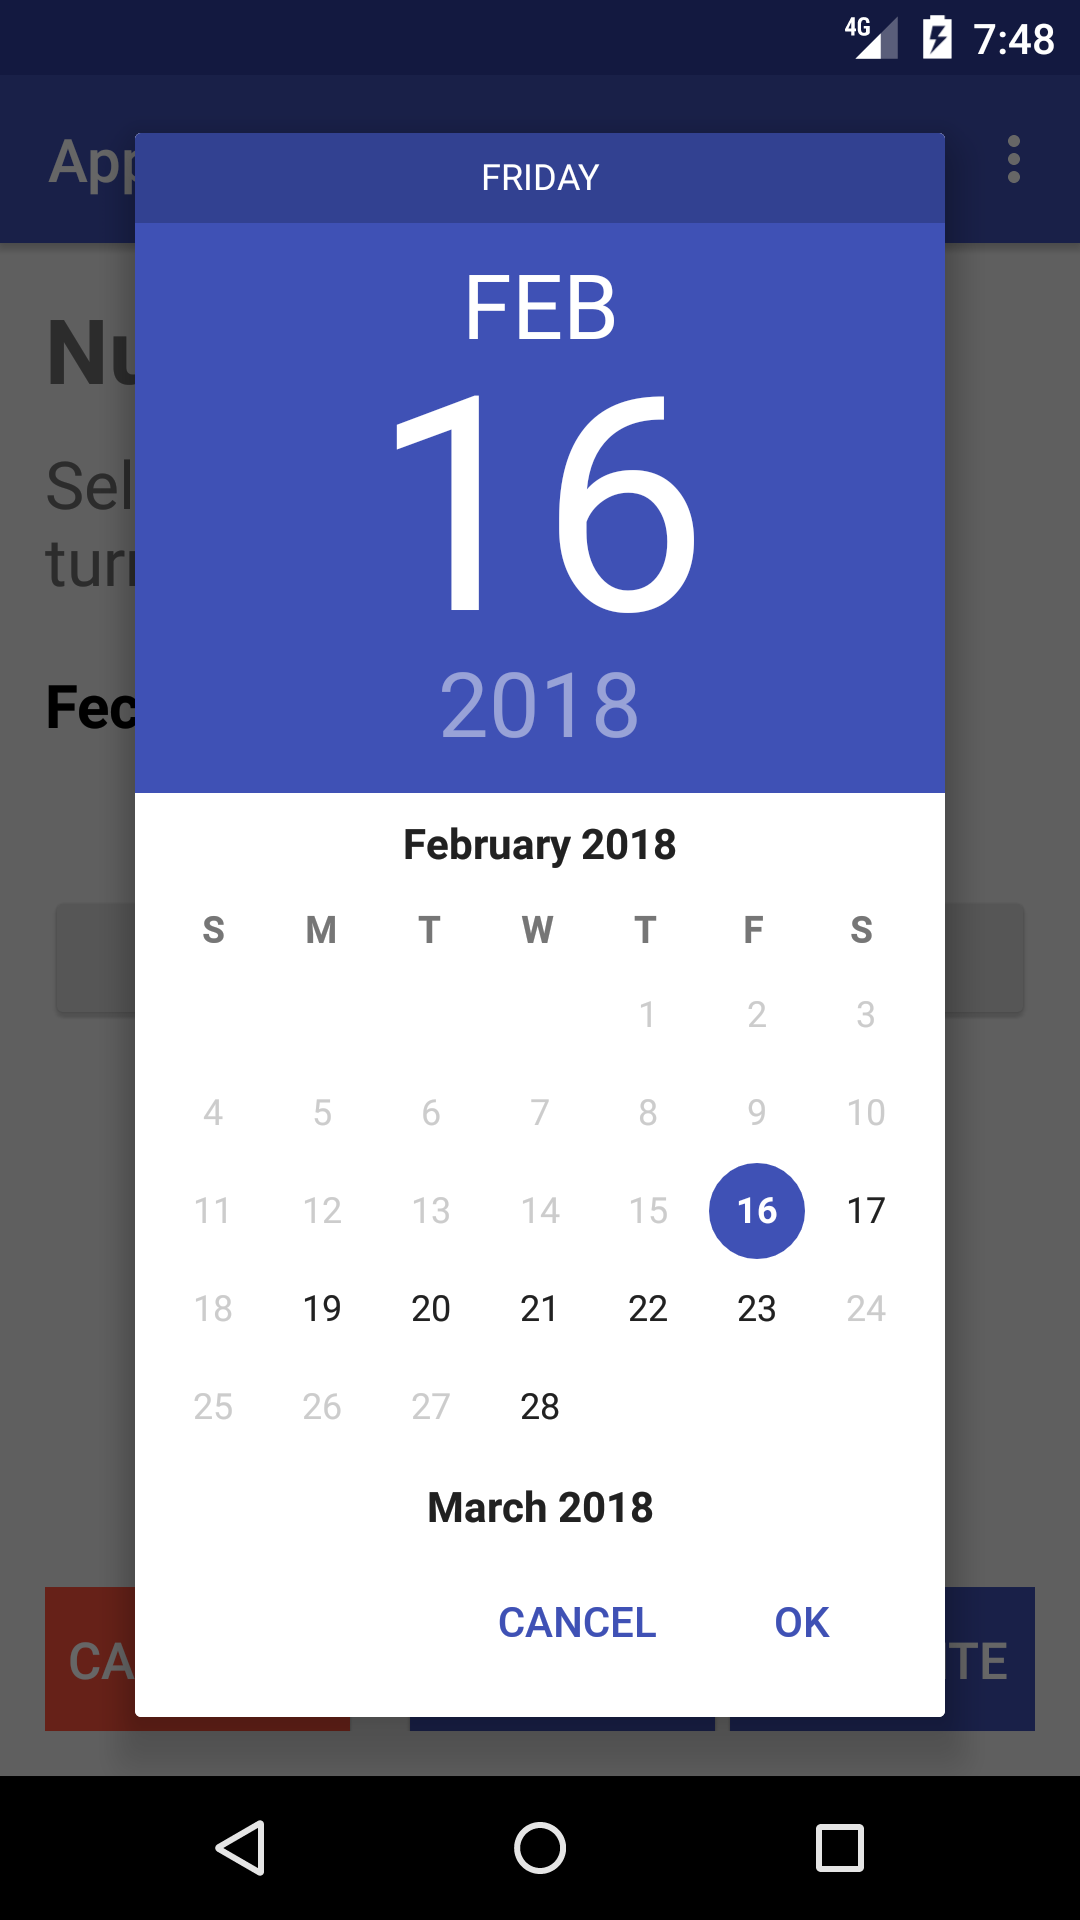 4G 7:48
App
FRIDAY
FEB
16
2018
Nu
Sel
turn
Fec
February 2018
S M T W T F S
1 2 3
4 5 6 7 8 9 10
11 12 13 14 15 16 17
18 19 20 21 22 23 24
25 26 27 28
March 2018
CANCEL OK
CA
TE